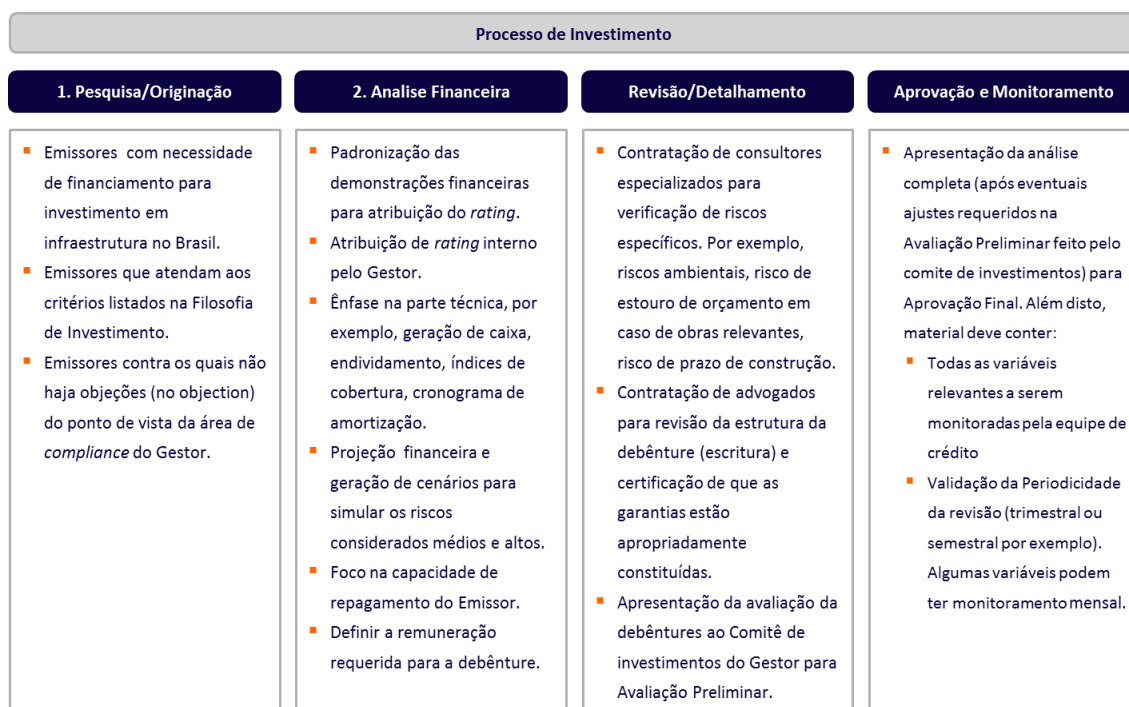 Processo de Investimento
1. Pesquisa/Originação
Emissores com necessidade
de financiamento para
investimento em
infraestrutura no Brasil.
Emissores que atendam aos
critérios listados na Filosofia
de Investimento.
Emissores contra os quais não
haja objeções (no objection)
do ponto de vista da área de
compliance do Gestor.
2. Analise Financeira
Padronização das
demonstrações financeiras
para atribuição do rating.
Atribuição de rating interno
pelo Gestor.
Ênfase na parte técnica, por
exemplo, geração de caixa,
endividamento, índices de
cobertura, cronograma de
amortização.
Projeção financeira e
geração de cenários para
simular os riscos
considerados médios e altos.
Foco na capacidade de
repagamento do Emissor.
Definir a remuneração
requerida para a debênture.
Revisão/Detalhamento
Contratação de consultores
especializados para
verificação de riscos
específicos. Por exemplo,
riscos ambientais, risco de
estouro de orçamento em
caso de obras relevantes,
risco de prazo de construção.
Contratação de advogados
para revisão da estrutura da
debênture (escritura) e
certificação de que as
garantias estão
apropriadamente
constituídas.
Apresentação da avaliação da
debêntures ao Comitê de
investimentos do Gestor para
Avaliação Preliminar.
Aprovação e Monitoramento
Apresentação da análise
completa (após eventuais
ajustes requeridos na
Avaliação Preliminar feito pelo
comite de investimentos) para
Aprovação Final. Além disto,
material deve conter:
Todas as variáveis
relevantes a serem
monitoradas pela equipe de
crédito
Validação da Periodicidade
da revisão (trimestral ou
semestral por exemplo).
Algumas variáveis podem
ter monitoramento mensal.